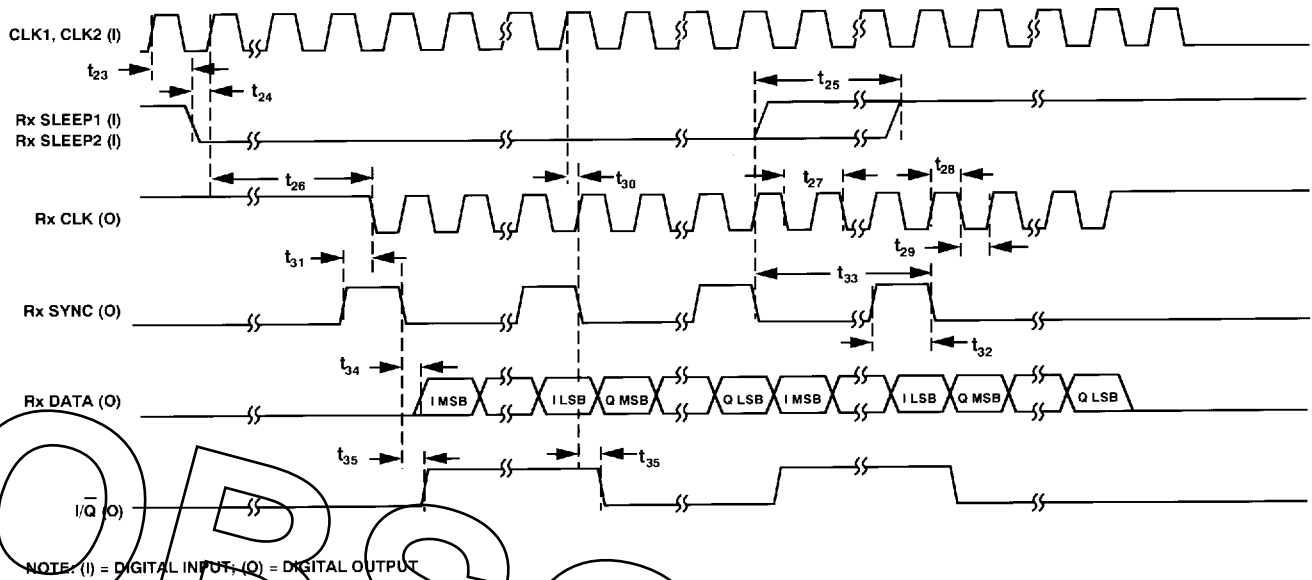 CLK1, CLK2 (I)
t23
t24
t25
Rx SLEEP1 (I)
Rx SLEEP2 (I)
t26
t30
t27
t28
Rx CLK (O)
t31
t29
t33
Rx SYNC (O)
t34
t32
Rx DATA (O)
I MSB
I LSB
Q MSB
Q LSB
I MSB
I LSB
Q MSB
Q LSB
t35
t35
I/Q̅ (O)
NOTE: (I) = DIGITAL INPUT; (O) = DIGITAL OUTPUT